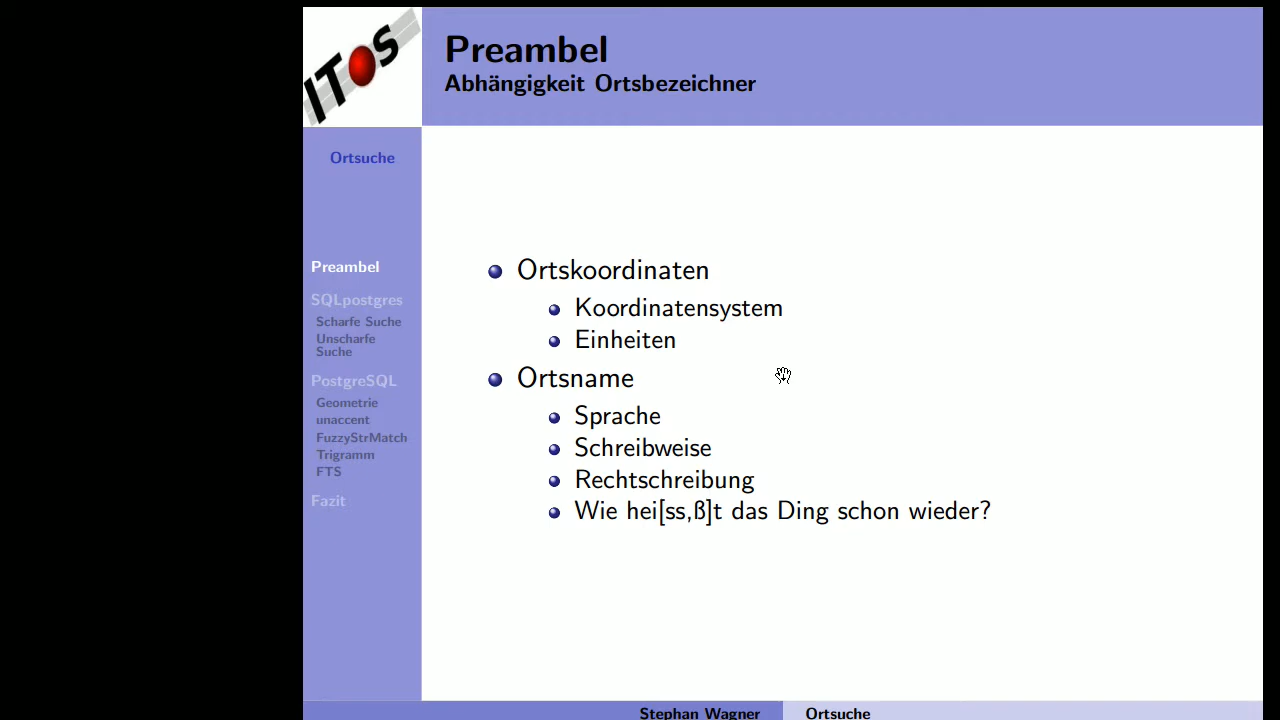 ITOS
Preambel
Abhängigkeit Ortsbezeichner
Ortsuche
Preambel
SQLpostgres
Scharfe Suche
Unscharfe
Suche
PostgreSQL
Geometrie
unaccent
FuzzyStrMatch
Trigramm
FTS
Fazit
Ortskoordinaten
Koordinatensystem
Einheiten
Ortsname
Sprache
Schreibweise
Rechtschreibung
Wie hei[ss,ß]t das Ding schon wieder?
Stephan Wagner
Ortsuche